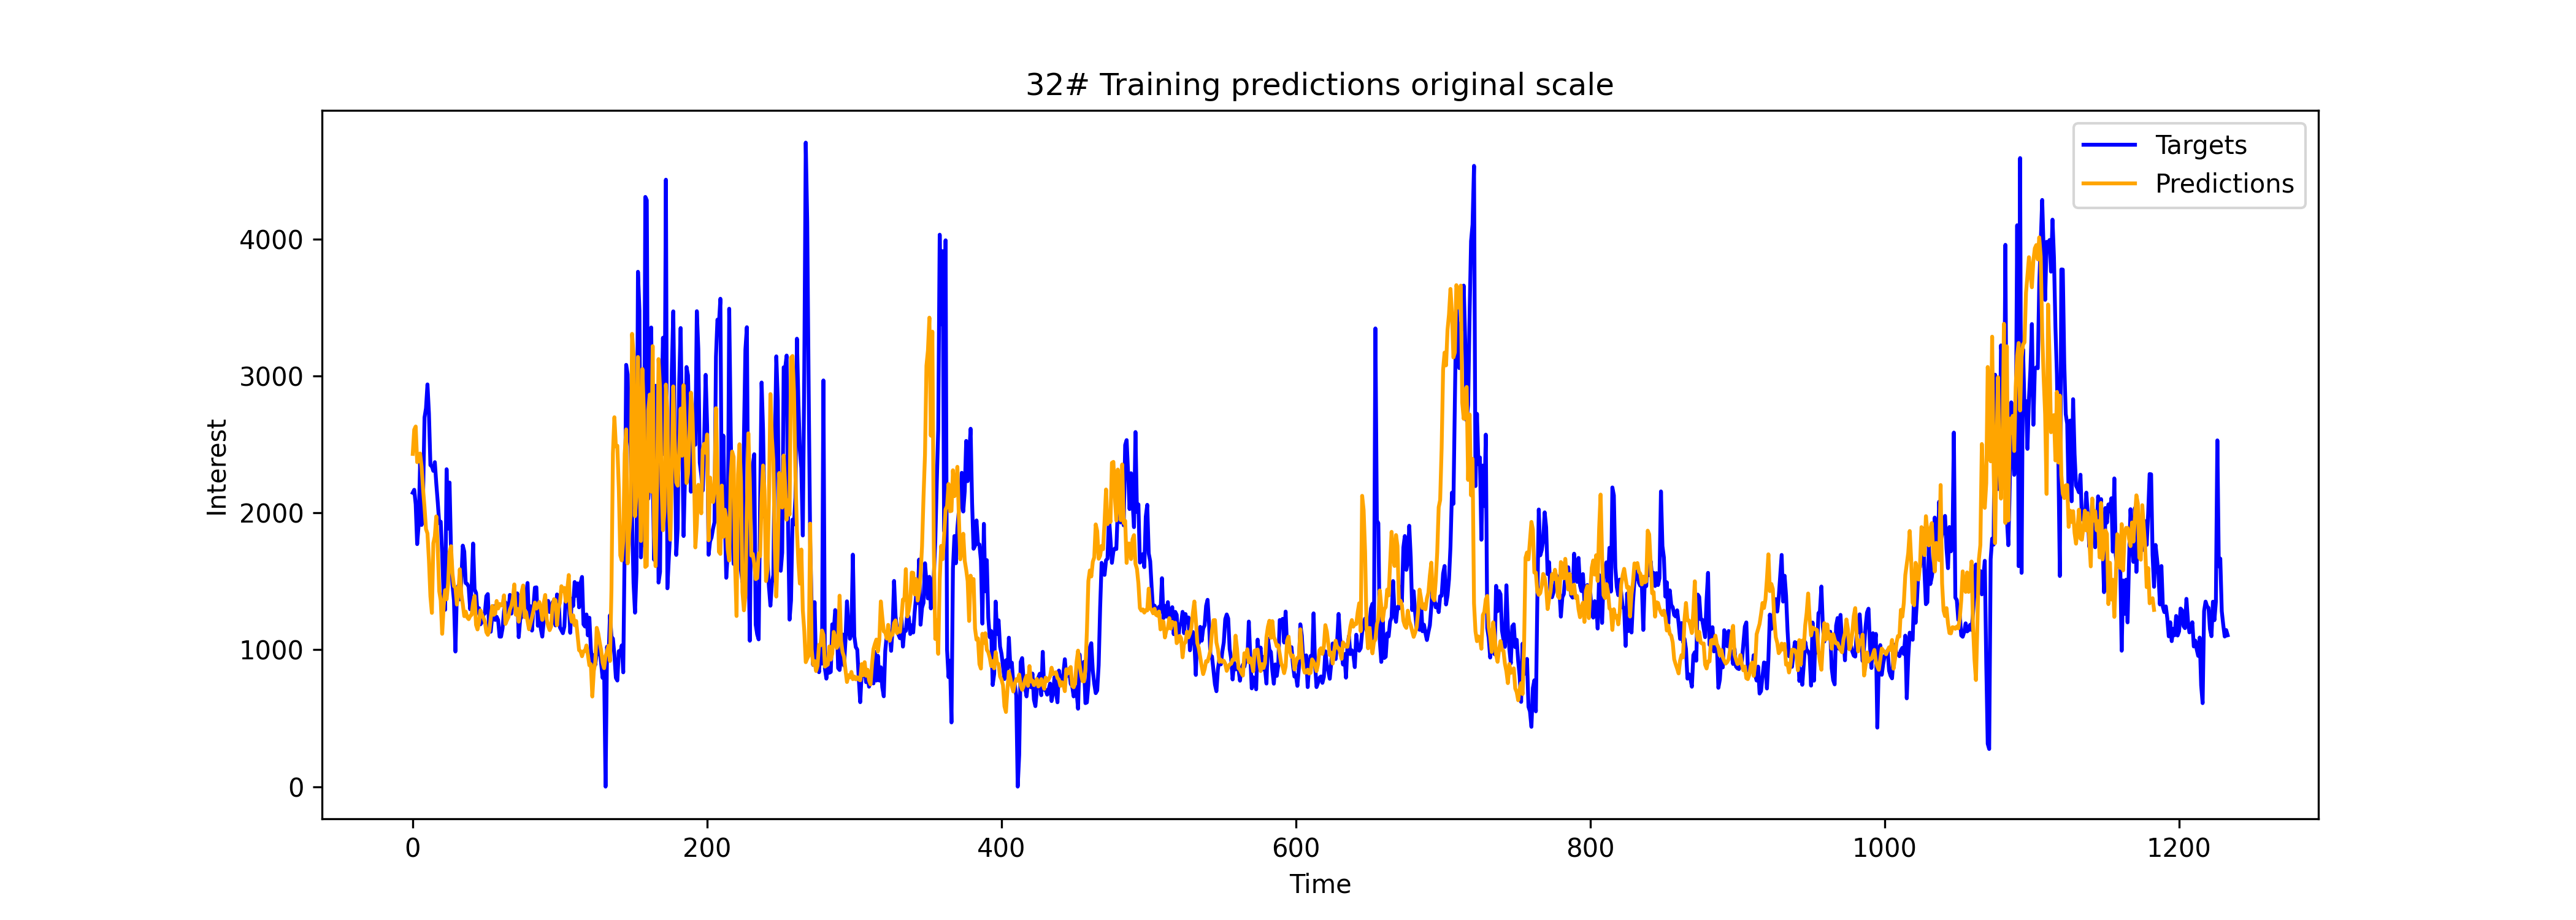 32# Training predictions original scale
Targets
Predictions
Interest
4000
3000
2000
1000
0
0 200 400 600 800 1000 1200
Time